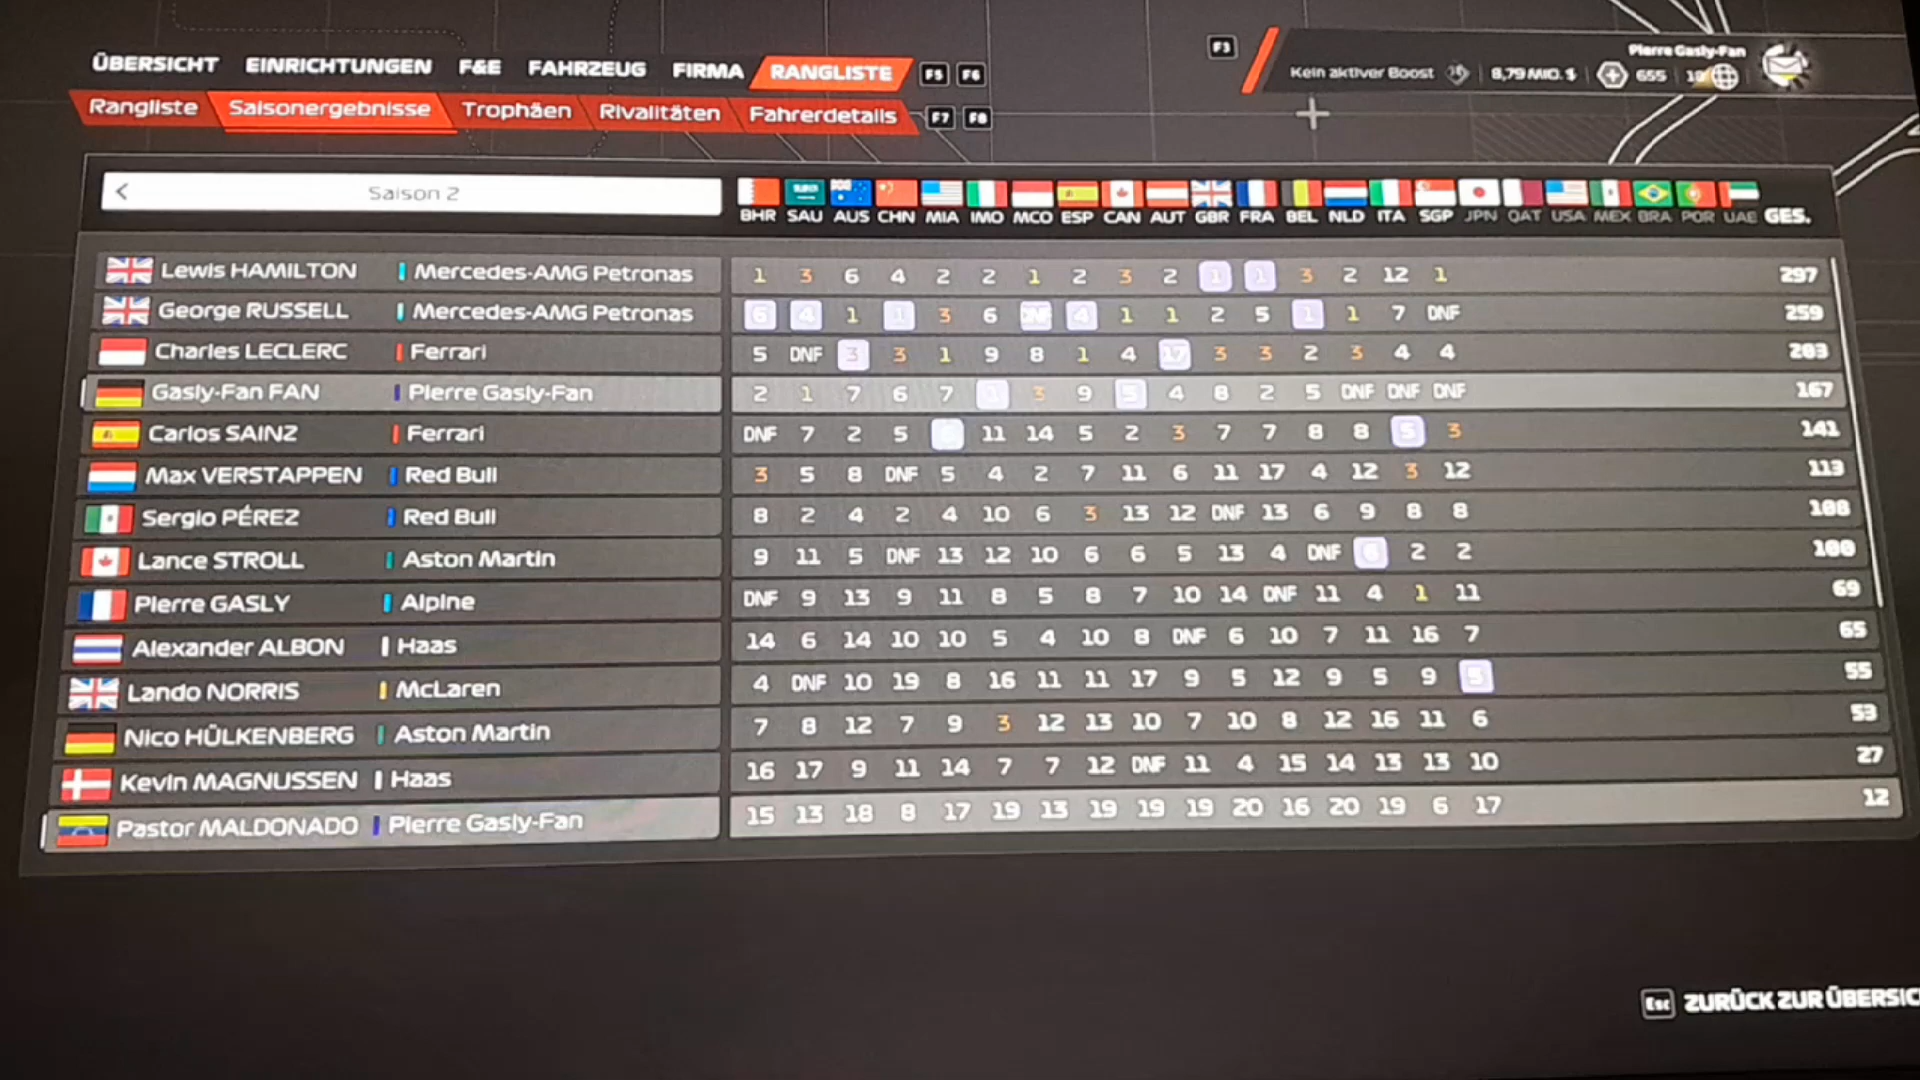 ÜBERSICHT EINRICHTUNGEN F&E FAHRZEUG FIRMA RANGLISTE F5 F6
F3 Kein aktiver Boost 8,79 MIO. $ 655 Pierre Gasly-Fan
Rangliste Saisonergebnisse Trophäen Rivalitäten Fahrerdetails F7 F8
Saison 2
BHR SAU AUS CHN MIA IMO MCO ESP CAN AUT GBR FRA BEL NLD ITA SGP JPN QAT USA MEX BRA POR UAE GES.
Lewis HAMILTON Mercedes-AMG Petronas 1 3 6 4 2 2 1 2 3 2 1 1 3 2 12 1 297
George RUSSELL Mercedes-AMG Petronas 6 4 1 1 3 6 DNF 4 1 1 2 5 1 1 7 DNF 259
Charles LECLERC Ferrari 5 DNF 3 3 1 9 8 1 4 17 3 3 2 3 4 4 203
Gasly-Fan FAN Pierre Gasly-Fan 2 1 7 6 7 1 3 9 5 4 8 2 5 DNF DNF DNF 167
Carlos SAINZ Ferrari DNF 7 2 5 11 14 5 2 3 7 7 8 8 5 3 141
Max VERSTAPPEN Red Bull 3 5 8 DNF 5 4 2 7 11 6 11 17 4 12 3 12 113
Sergio PÉREZ Red Bull 8 2 4 2 4 10 6 3 13 12 DNF 13 6 9 8 8 108
Lance STROLL Aston Martin 9 11 5 DNF 13 12 10 6 6 5 13 4 DNF 6 2 2 100
Pierre GASLY Alpine DNF 9 13 9 11 8 5 8 7 10 14 DNF 11 4 1 11 69
Alexander ALBON Haas 14 6 14 10 10 5 4 10 8 DNF 6 10 7 11 16 7 65
Lando NORRIS McLaren 4 DNF 10 19 8 16 11 11 17 9 5 12 9 5 9 5 55
Nico HÜLKENBERG Aston Martin 7 8 12 7 9 3 12 13 10 7 10 8 12 16 11 6 53
Kevin MAGNUSSEN Haas 16 17 9 11 14 7 7 12 DNF 11 4 15 14 13 13 10 27
Pastor MALDONADO Pierre Gasly-Fan 15 13 18 8 17 19 13 19 19 19 20 16 20 19 6 17 12
Esc ZURÜCK ZUR ÜBERSIC